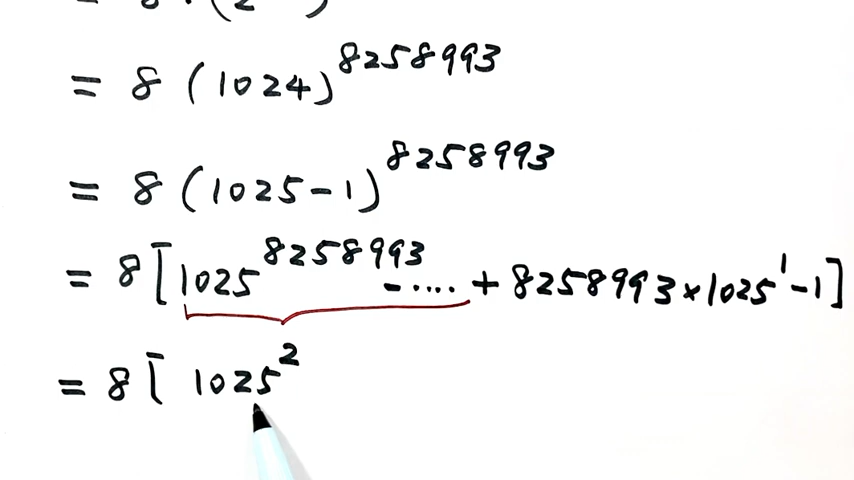 = 8 (1024)^8258993
= 8 (1025-1)^8258993
= 8 [1025^8258993 - .... + 8258993 × 1025^1 - 1]
= 8 [ 1025^2